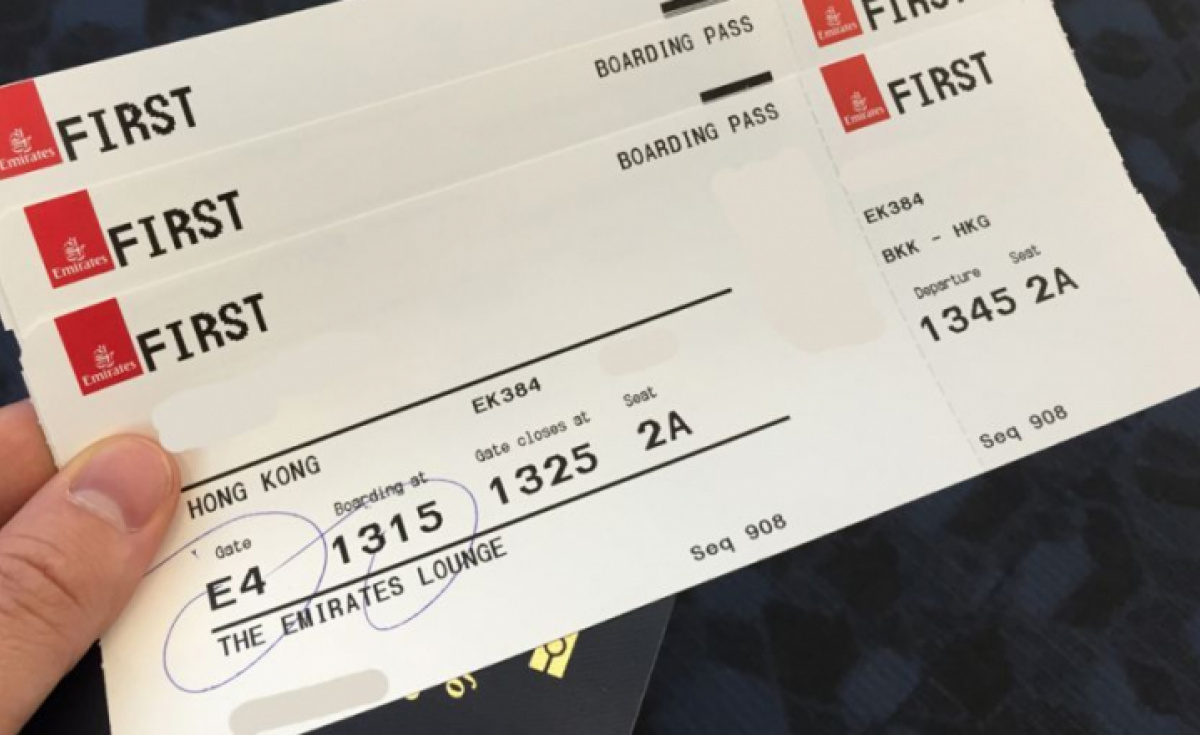 Emirates FIRST
BOARDING PASS
Emirates FIRST
Emirates FIRST
BOARDING PASS
Emirates FIRST
Emirates FIRST
HONG KONG EK384
Gate Boarding at Gate closes at Seat
E4 1315 1325 2A
THE EMIRATES LOUNGE
Seq 908
EK384
BKK - HKG
Departure Seat
1345 2A
Seq 908